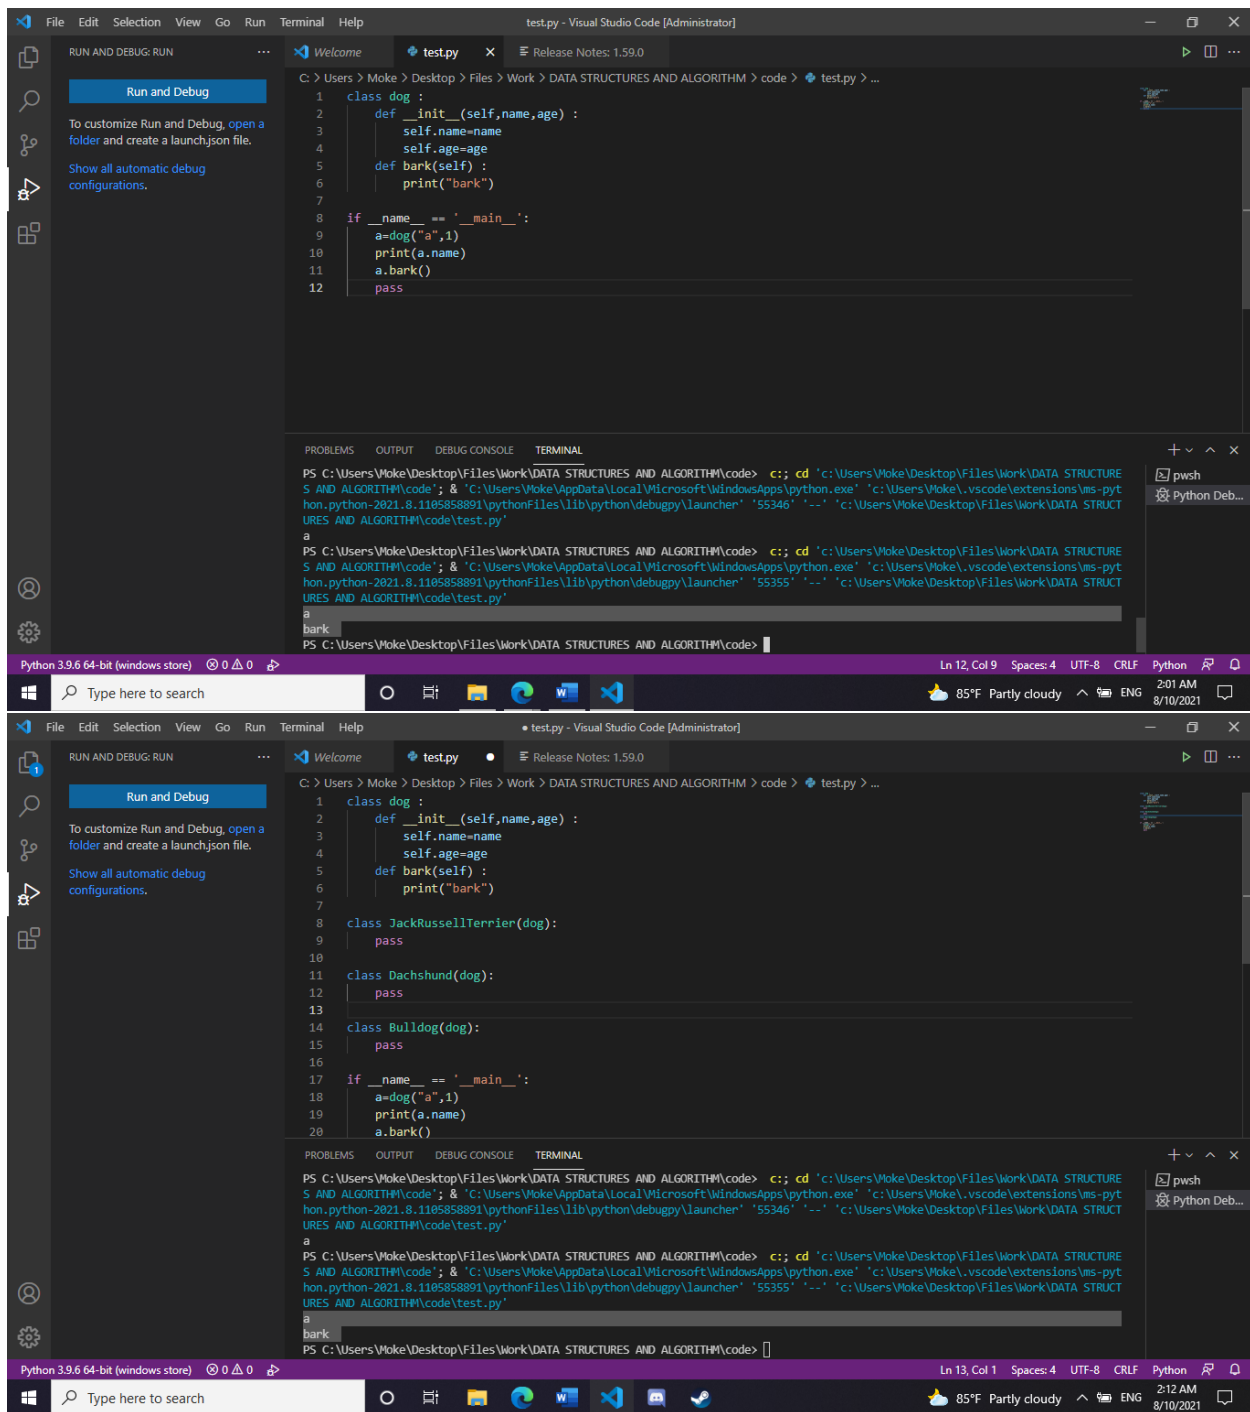 File Edit Selection View Go Run Terminal Help test.py - Visual Studio Code [Administrator]
RUN AND DEBUG: RUN ... Welcome test.py × Release Notes: 1.59.0 ...
C: > Users > Moke > Desktop > Files > Work > DATA STRUCTURES AND ALGORITHM > code > test.py > ...
Run and Debug
To customize Run and Debug, open a
folder and create a launch.json file.
Show all automatic debug
configurations.
1 class dog :
2 def __init__(self,name,age) :
3 self.name=name
4 self.age=age
5 def bark(self) :
6 print("bark")
7
8 if __name__ == '__main__':
9 a=dog("a",1)
10 print(a.name)
11 a.bark()
12 pass
PROBLEMS OUTPUT DEBUG CONSOLE TERMINAL
PS C:\Users\Moke\Desktop\Files\Work\DATA STRUCTURES AND ALGORITHM\code> c:; cd 'c:\Users\Moke\Desktop\Files\Work\DATA STRUCTURE
S AND ALGORITHM\code'; & 'C:\Users\Moke\AppData\Local\Microsoft\WindowsApps\python.exe' 'c:\Users\Moke\.vscode\extensions\ms-pyt
hon.python-2021.8.1105858891\pythonFiles\lib\python\debugpy\launcher' '55346' '--' 'c:\Users\Moke\Desktop\Files\Work\DATA STRUCT
URES AND ALGORITHM\code\test.py'
a
PS C:\Users\Moke\Desktop\Files\Work\DATA STRUCTURES AND ALGORITHM\code> c:; cd 'c:\Users\Moke\Desktop\Files\Work\DATA STRUCTURE
S AND ALGORITHM\code'; & 'C:\Users\Moke\AppData\Local\Microsoft\WindowsApps\python.exe' 'c:\Users\Moke\.vscode\extensions\ms-pyt
hon.python-2021.8.1105858891\pythonFiles\lib\python\debugpy\launcher' '55355' '--' 'c:\Users\Moke\Desktop\Files\Work\DATA STRUCT
URES AND ALGORITHM\code\test.py'
a
bark
PS C:\Users\Moke\Desktop\Files\Work\DATA STRUCTURES AND ALGORITHM\code>
pwsh
Python Deb...
Python 3.9.6 64-bit (windows store) 0 0 Ln 12, Col 9 Spaces: 4 UTF-8 CRLF Python
Type here to search 85°F Partly cloudy ENG 2:01 AM
8/10/2021
File Edit Selection View Go Run Terminal Help ● test.py - Visual Studio Code [Administrator]
RUN AND DEBUG: RUN ... Welcome test.py ● Release Notes: 1.59.0 ...
C: > Users > Moke > Desktop > Files > Work > DATA STRUCTURES AND ALGORITHM > code > test.py > ...
1
Run and Debug
To customize Run and Debug, open a
folder and create a launch.json file.
Show all automatic debug
configurations.
1 class dog :
2 def __init__(self,name,age) :
3 self.name=name
4 self.age=age
5 def bark(self) :
6 print("bark")
7
8 class JackRussellTerrier(dog):
9 pass
10
11 class Dachshund(dog):
12 pass
13
14 class Bulldog(dog):
15 pass
16
17 if __name__ == '__main__':
18 a=dog("a",1)
19 print(a.name)
20 a.bark()
PROBLEMS OUTPUT DEBUG CONSOLE TERMINAL
PS C:\Users\Moke\Desktop\Files\Work\DATA STRUCTURES AND ALGORITHM\code> c:; cd 'c:\Users\Moke\Desktop\Files\Work\DATA STRUCTURE
S AND ALGORITHM\code'; & 'C:\Users\Moke\AppData\Local\Microsoft\WindowsApps\python.exe' 'c:\Users\Moke\.vscode\extensions\ms-pyt
hon.python-2021.8.1105858891\pythonFiles\lib\python\debugpy\launcher' '55346' '--' 'c:\Users\Moke\Desktop\Files\Work\DATA STRUCT
URES AND ALGORITHM\code\test.py'
a
PS C:\Users\Moke\Desktop\Files\Work\DATA STRUCTURES AND ALGORITHM\code> c:; cd 'c:\Users\Moke\Desktop\Files\Work\DATA STRUCTURE
S AND ALGORITHM\code'; & 'C:\Users\Moke\AppData\Local\Microsoft\WindowsApps\python.exe' 'c:\Users\Moke\.vscode\extensions\ms-pyt
hon.python-2021.8.1105858891\pythonFiles\lib\python\debugpy\launcher' '55355' '--' 'c:\Users\Moke\Desktop\Files\Work\DATA STRUCT
URES AND ALGORITHM\code\test.py'
a
bark
PS C:\Users\Moke\Desktop\Files\Work\DATA STRUCTURES AND ALGORITHM\code>
pwsh
Python Deb...
Python 3.9.6 64-bit (windows store) 0 0 Ln 13, Col 1 Spaces: 4 UTF-8 CRLF Python
Type here to search 85°F Partly cloudy ENG 2:12 AM
8/10/2021